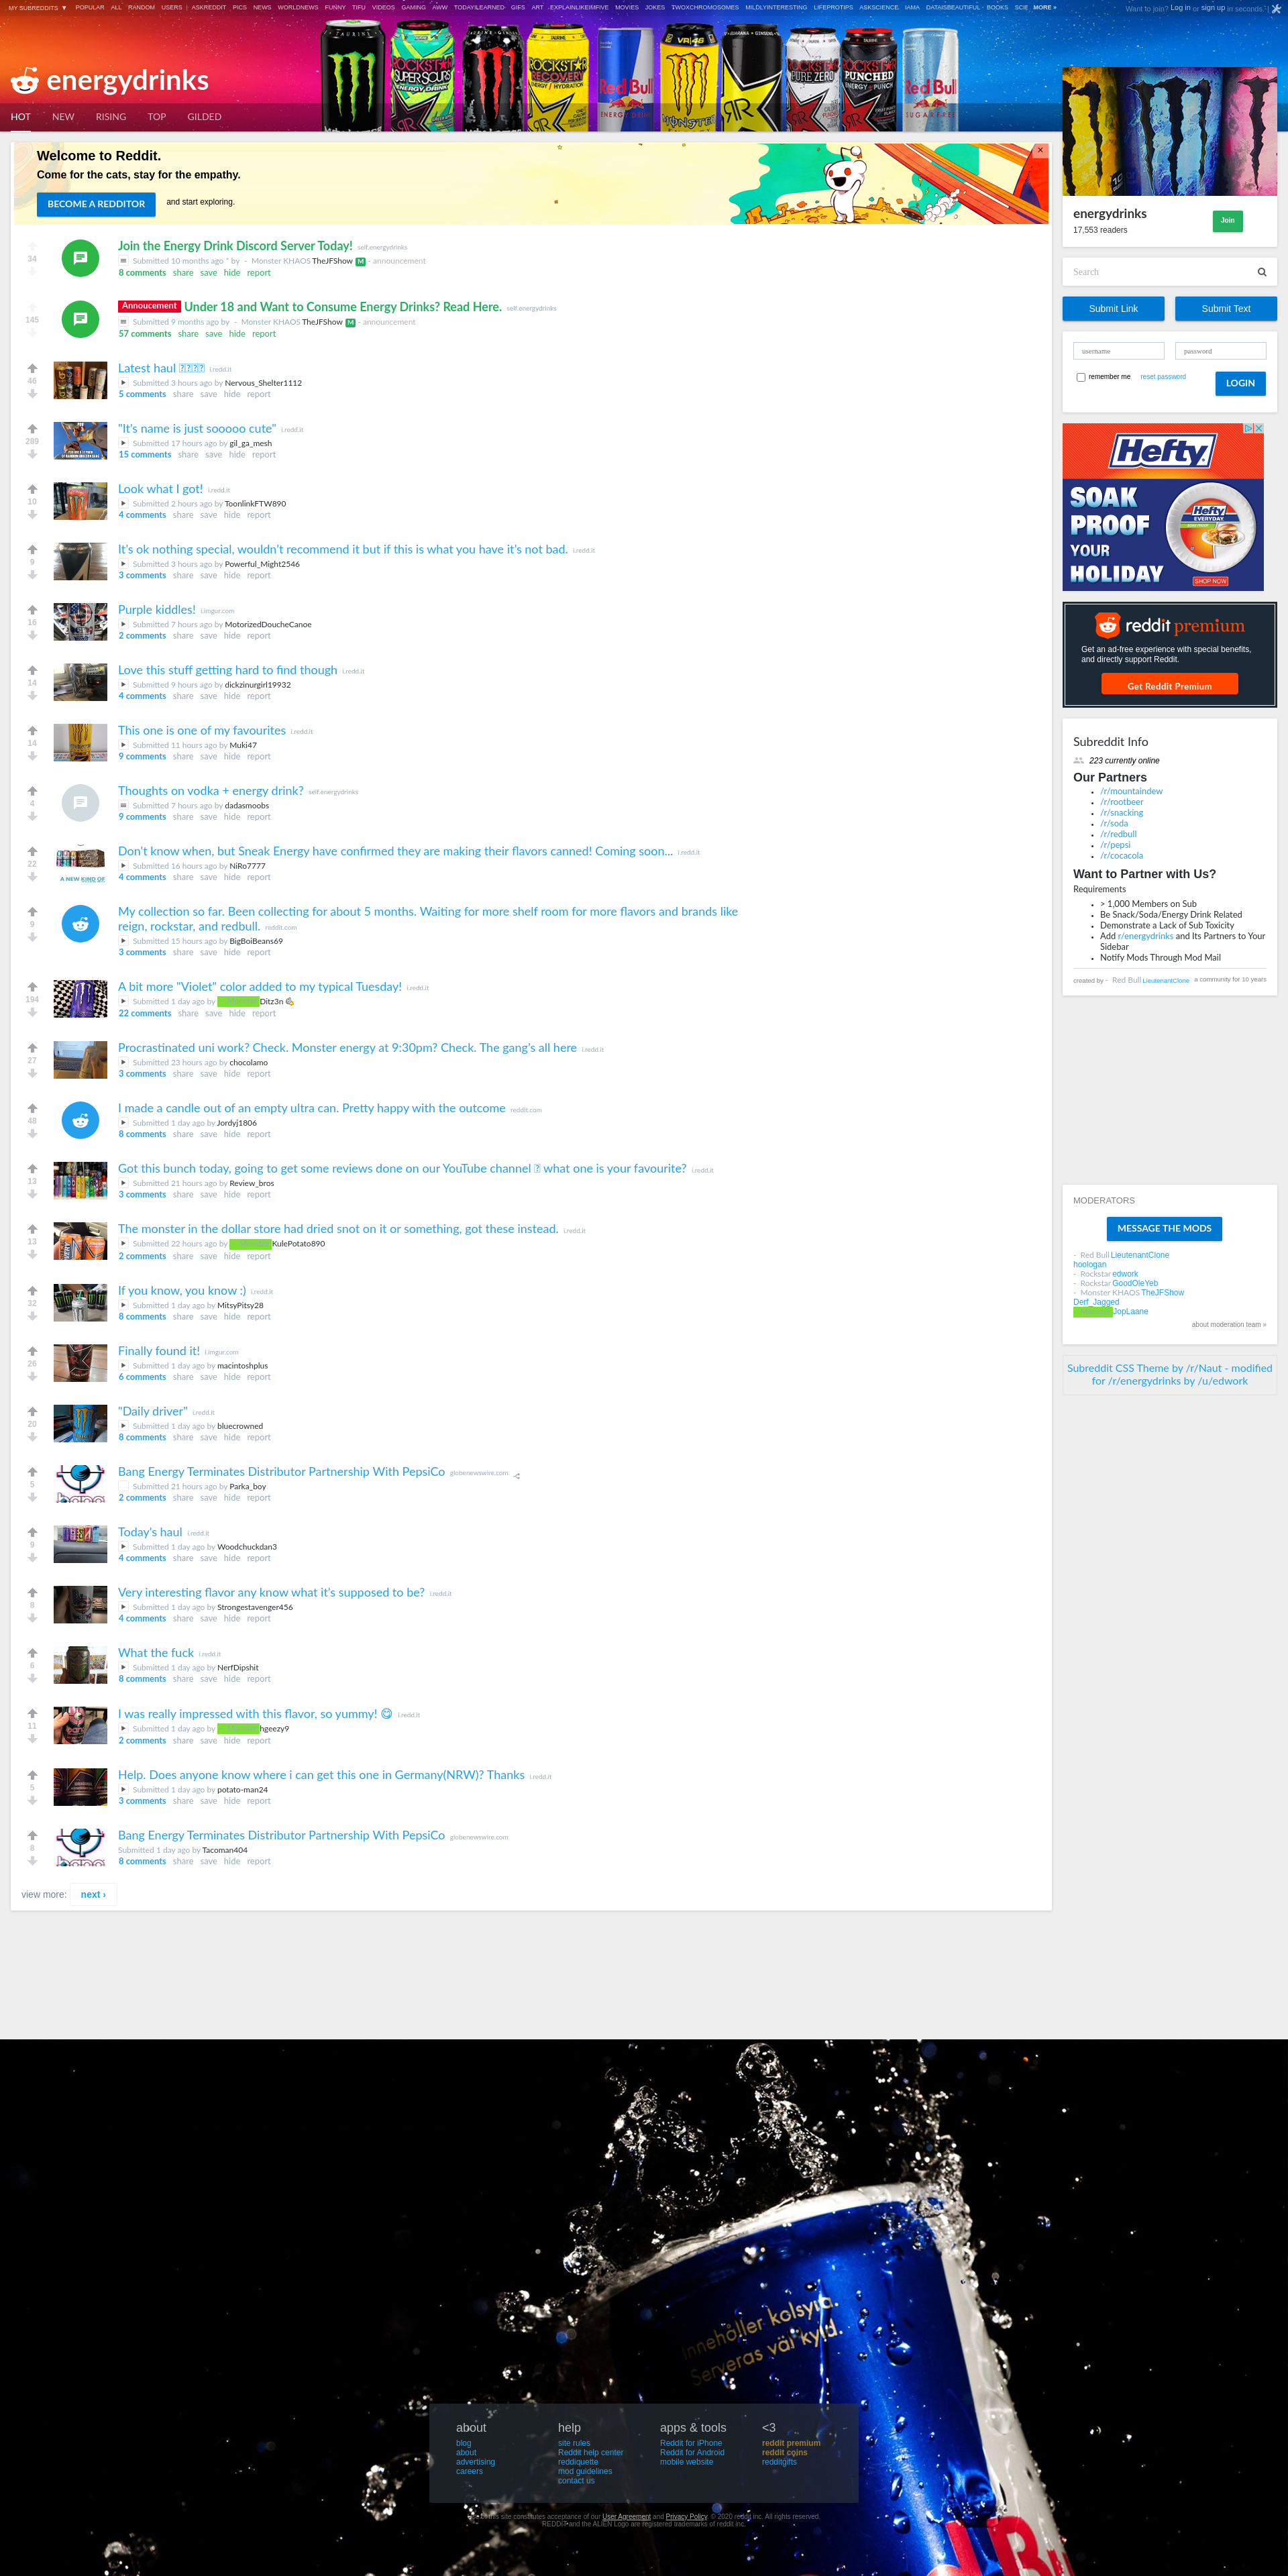 MY SUBREDDITS ▼ POPULAR ALL RANDOM USERS | ASKREDDIT PICS NEWS WORLDNEWS FUNNY TIFU VIDEOS GAMING AWW TODAYILEARNED GIFS ART EXPLAINLIKEIMFIVE MOVIES JOKES TWOXCHROMOSOMES MILDLYINTERESTING LIFEPROTIPS ASKSCIENCE IAMA DATAISBEAUTIFUL BOOKS SCIE MORE »
Want to join? Log in or sign up in seconds. |
energydrinks
HOT NEW RISING TOP GILDED
Welcome to Reddit.
Come for the cats, stay for the empathy.
BECOME A REDDITOR and start exploring.
×
34
Join the Energy Drink Discord Server Today! self.energydrinks
Submitted 10 months ago * by - Monster KHAOS TheJFShow M - announcement
8 comments share save hide report
145
Annoucement Under 18 and Want to Consume Energy Drinks? Read Here. self.energydrinks
Submitted 9 months ago by - Monster KHAOS TheJFShow M - announcement
57 comments share save hide report
46
Latest haul i.redd.it
Submitted 3 hours ago by Nervous_Shelter1112
5 comments share save hide report
289
"It's name is just sooooo cute" i.redd.it
Submitted 17 hours ago by gil_ga_mesh
15 comments share save hide report
10
Look what I got! i.redd.it
Submitted 2 hours ago by ToonlinkFTW890
4 comments share save hide report
9
It's ok nothing special, wouldn't recommend it but if this is what you have it's not bad. i.redd.it
Submitted 3 hours ago by Powerful_Might2546
3 comments share save hide report
16
Purple kiddles! i.imgur.com
Submitted 7 hours ago by MotorizedDoucheCanoe
2 comments share save hide report
14
Love this stuff getting hard to find though i.redd.it
Submitted 9 hours ago by dickzinurgirl19932
4 comments share save hide report
14
This one is one of my favourites i.redd.it
Submitted 11 hours ago by Muki47
9 comments share save hide report
4
Thoughts on vodka + energy drink? self.energydrinks
Submitted 7 hours ago by dadasmoobs
9 comments share save hide report
22
A NEW KIND OF
Don't know when, but Sneak Energy have confirmed they are making their flavors canned! Coming soon... i.redd.it
Submitted 16 hours ago by NiRo7777
4 comments share save hide report
9
My collection so far. Been collecting for about 5 months. Waiting for more shelf room for more flavors and brands like
reign, rockstar, and redbull. reddit.com
Submitted 15 hours ago by BigBoiBeans69
3 comments share save hide report
194
A bit more "Violet" color added to my typical Tuesday! i.redd.it
Submitted 1 day ago by Ditz3n
22 comments share save hide report
27
Procrastinated uni work? Check. Monster energy at 9:30pm? Check. The gang's all here i.redd.it
Submitted 23 hours ago by chocolamo
3 comments share save hide report
48
I made a candle out of an empty ultra can. Pretty happy with the outcome reddit.com
Submitted 1 day ago by Jordyj1806
8 comments share save hide report
13
Got this bunch today, going to get some reviews done on our YouTube channel what one is your favourite? i.redd.it
Submitted 21 hours ago by Review_bros
3 comments share save hide report
13
The monster in the dollar store had dried snot on it or something, got these instead. i.redd.it
Submitted 22 hours ago by KulePotato890
2 comments share save hide report
32
If you know, you know :) i.redd.it
Submitted 1 day ago by MitsyPitsy28
8 comments share save hide report
26
Finally found it! i.imgur.com
Submitted 1 day ago by macintoshplus
6 comments share save hide report
20
"Daily driver" i.redd.it
Submitted 1 day ago by bluecrowned
8 comments share save hide report
5
Bang Energy Terminates Distributor Partnership With PepsiCo globenewswire.com
Submitted 21 hours ago by Parka_boy
2 comments share save hide report
9
Today's haul i.redd.it
Submitted 1 day ago by Woodchuckdan3
4 comments share save hide report
8
Very interesting flavor any know what it's supposed to be? i.redd.it
Submitted 1 day ago by Strongestavenger456
4 comments share save hide report
6
What the fuck i.redd.it
Submitted 1 day ago by NerfDipshit
8 comments share save hide report
11
I was really impressed with this flavor, so yummy! 😋 i.redd.it
Submitted 1 day ago by hgeezy9
2 comments share save hide report
5
Help. Does anyone know where i can get this one in Germany(NRW)? Thanks i.redd.it
Submitted 1 day ago by potato-man24
3 comments share save hide report
8
Bang Energy Terminates Distributor Partnership With PepsiCo globenewswire.com
Submitted 1 day ago by Tacoman404
8 comments share save hide report
view more: next ›
energydrinks
17,553 readers
Join
Search
Submit Link Submit Text
username password
remember me reset password LOGIN
Hefty
SOAK
PROOF
YOUR
HOLIDAY
Hefty
EVERYDAY
SHOP NOW
reddit premium
Get an ad-free experience with special benefits,
and directly support Reddit.
Get Reddit Premium
Subreddit Info
223 currently online
Our Partners
/r/mountaindew
/r/rootbeer
/r/snacking
/r/soda
/r/redbull
/r/pepsi
/r/cocacola
Want to Partner with Us?
Requirements
> 1,000 Members on Sub
Be Snack/Soda/Energy Drink Related
Demonstrate a Lack of Sub Toxicity
Add r/energydrinks and Its Partners to Your
Sidebar
Notify Mods Through Mod Mail
created by - Red Bull LieutenantClone a community for 10 years
MODERATORS
MESSAGE THE MODS
- Red Bull LieutenantClone
hoologan
- Rockstar edwork
- Rockstar GoodOleYeb
- Monster KHAOS TheJFShow
Derf_Jagged
JopLaane
about moderation team »
Subreddit CSS Theme by /r/Naut - modified
for /r/energydrinks by /u/edwork
Innehåller kolsyra.
Serveras väl kyld.
about
blog
about
advertising
careers
help
site rules
Reddit help center
reddiquette
mod guidelines
contact us
apps & tools
Reddit for iPhone
Reddit for Android
mobile website
<3
reddit premium
reddit coins
redditgifts
site constitutes acceptance of our User Agreement and Privacy Policy. © 2020 reddit inc. All rights reserved.
REDDIT and the ALIEN Logo are registered trademarks of reddit inc.